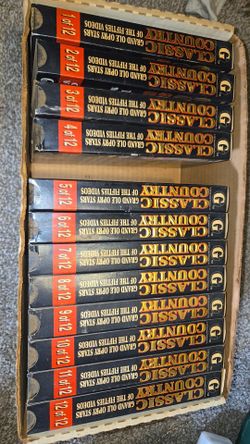 G CLASSIC COUNTRY GRAND OLE OPRY STARS OF THE FIFTIES VIDEOS 1 of 12
G CLASSIC COUNTRY GRAND OLE OPRY STARS OF THE FIFTIES VIDEOS 2 of 12
G CLASSIC COUNTRY GRAND OLE OPRY STARS OF THE FIFTIES VIDEOS 3 of 12
G CLASSIC COUNTRY GRAND OLE OPRY STARS OF THE FIFTIES VIDEOS 4 of 12
G CLASSIC COUNTRY GRAND OLE OPRY STARS OF THE FIFTIES VIDEOS 5 of 12
G CLASSIC COUNTRY GRAND OLE OPRY STARS OF THE FIFTIES VIDEOS 6 of 12
G CLASSIC COUNTRY GRAND OLE OPRY STARS OF THE FIFTIES VIDEOS 7 of 12
G CLASSIC COUNTRY GRAND OLE OPRY STARS OF THE FIFTIES VIDEOS 8 of 12
G CLASSIC COUNTRY GRAND OLE OPRY STARS OF THE FIFTIES VIDEOS 9 of 12
G CLASSIC COUNTRY GRAND OLE OPRY STARS OF THE FIFTIES VIDEOS 10 of 12
G CLASSIC COUNTRY GRAND OLE OPRY STARS OF THE FIFTIES VIDEOS 11 of 12
G CLASSIC COUNTRY GRAND OLE OPRY STARS OF THE FIFTIES VIDEOS 12 of 12